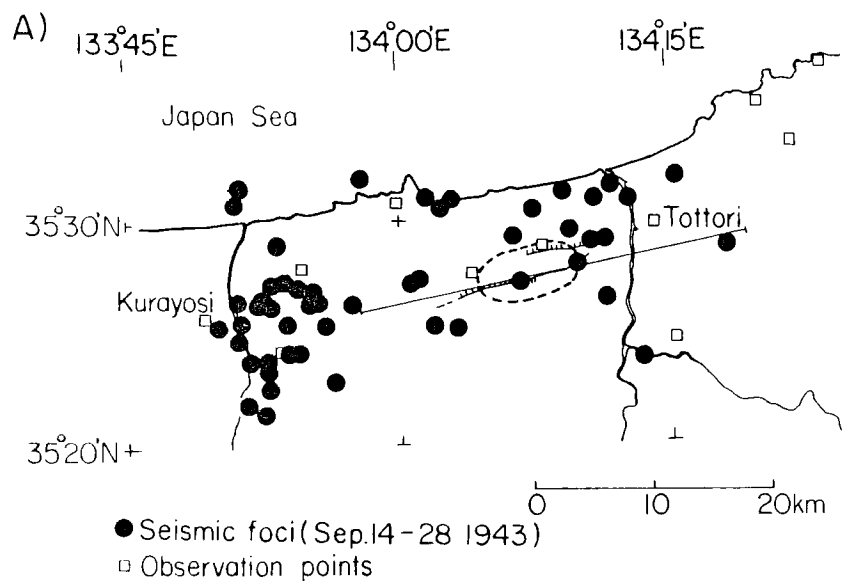 A)
133°45'E 134°00'E 134°15'E
Japan Sea
35°30'N
Tottori
Kurayosi
35°20'N
0 10 20km
● Seismic foci (Sep. 14-28 1943)
□ Observation points